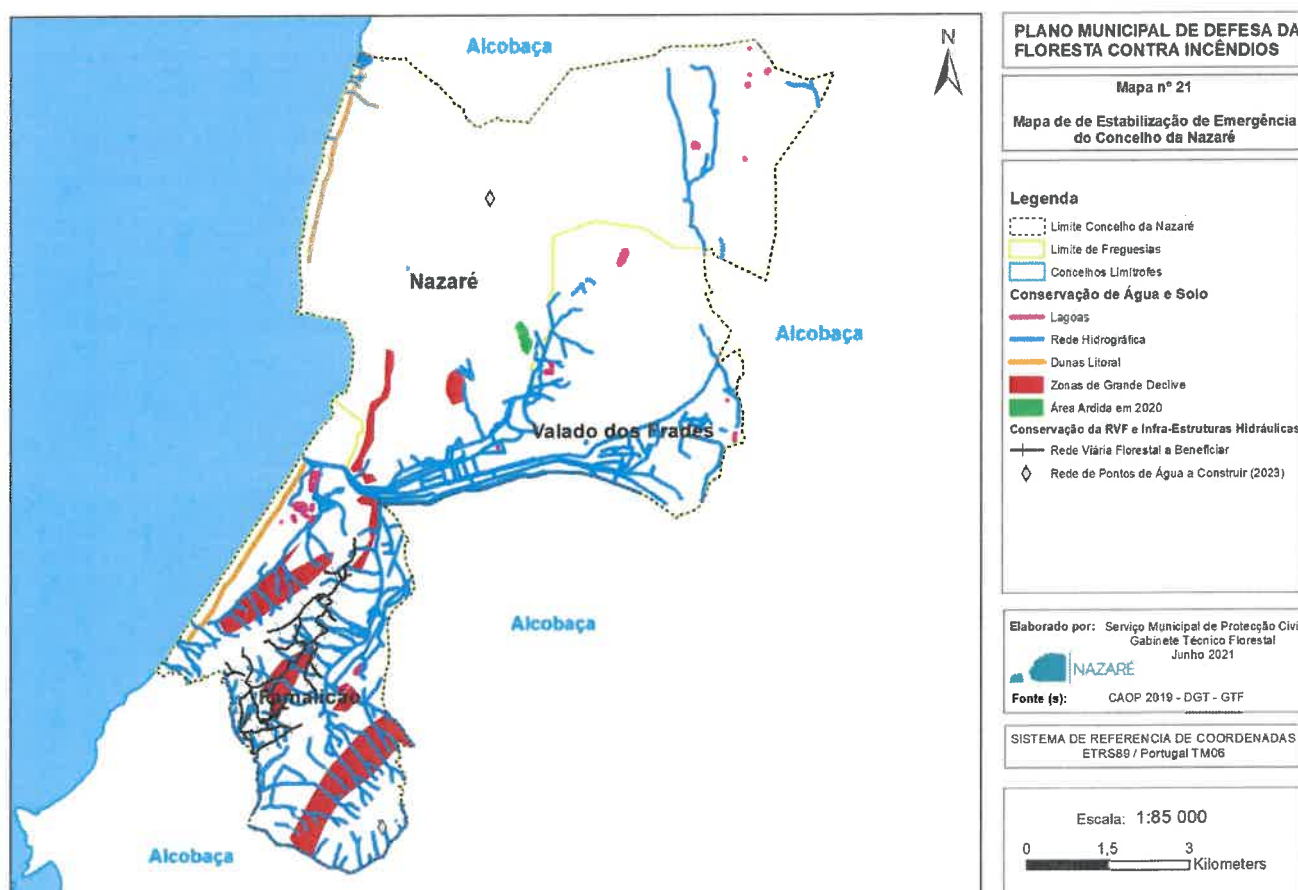 Alcobaça
N
Nazaré
Alcobaça
Valado dos Frades
Alcobaça
Famalicão
Alcobaça
PLANO MUNICIPAL DE DEFESA DA
FLORESTA CONTRA INCÊNDIOS
Mapa nº 21
Mapa de de Estabilização de Emergência
do Concelho da Nazaré
Legenda
Limite Concelho da Nazaré
Limite de Freguesias
Concelhos Limítrofes
Conservação de Água e Solo
Lagoas
Rede Hidrográfica
Dunas Litoral
Zonas de Grande Declive
Área Ardida em 2020
Conservação da RVF e Infra-Estruturas Hidráulicas
Rede Viária Florestal a Beneficiar
Rede de Pontos de Água a Construir (2023)
Elaborado por: Serviço Municipal de Protecção Civi
Gabinete Técnico Florestal
Junho 2021
NAZARÉ
Fonte (s): CAOP 2019 - DGT - GTF
SISTEMA DE REFERENCIA DE COORDENADAS
ETRS89 / Portugal TM06
Escala: 1:85 000
0 1,5 3
Kilometers